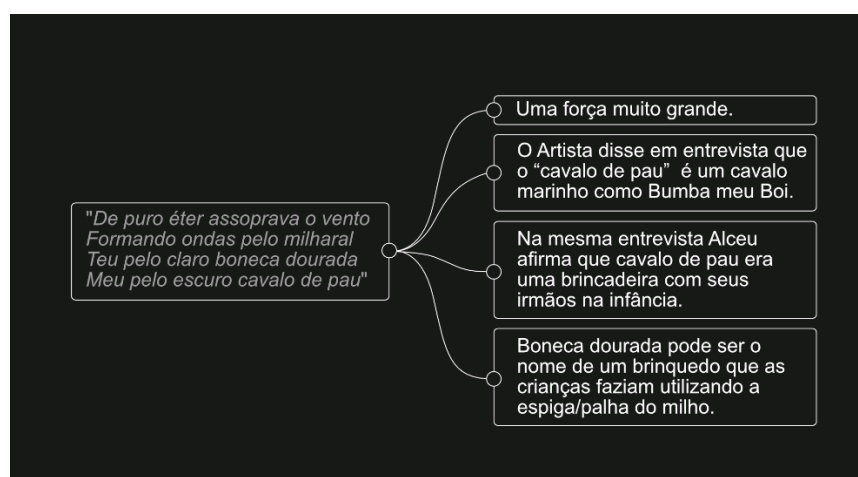 "De puro éter assoprava o vento
Formando ondas pelo milharal
Teu pelo claro boneca dourada
Meu pelo escuro cavalo de pau"
Uma força muito grande.
O Artista disse em entrevista que
o “cavalo de pau”  é um cavalo
marinho como Bumba meu Boi.
Na mesma entrevista Alceu
afirma que cavalo de pau era
uma brincadeira com seus
irmãos na infância.
Boneca dourada pode ser o
nome de um brinquedo que as
crianças faziam utilizando a
espiga/palha do milho.